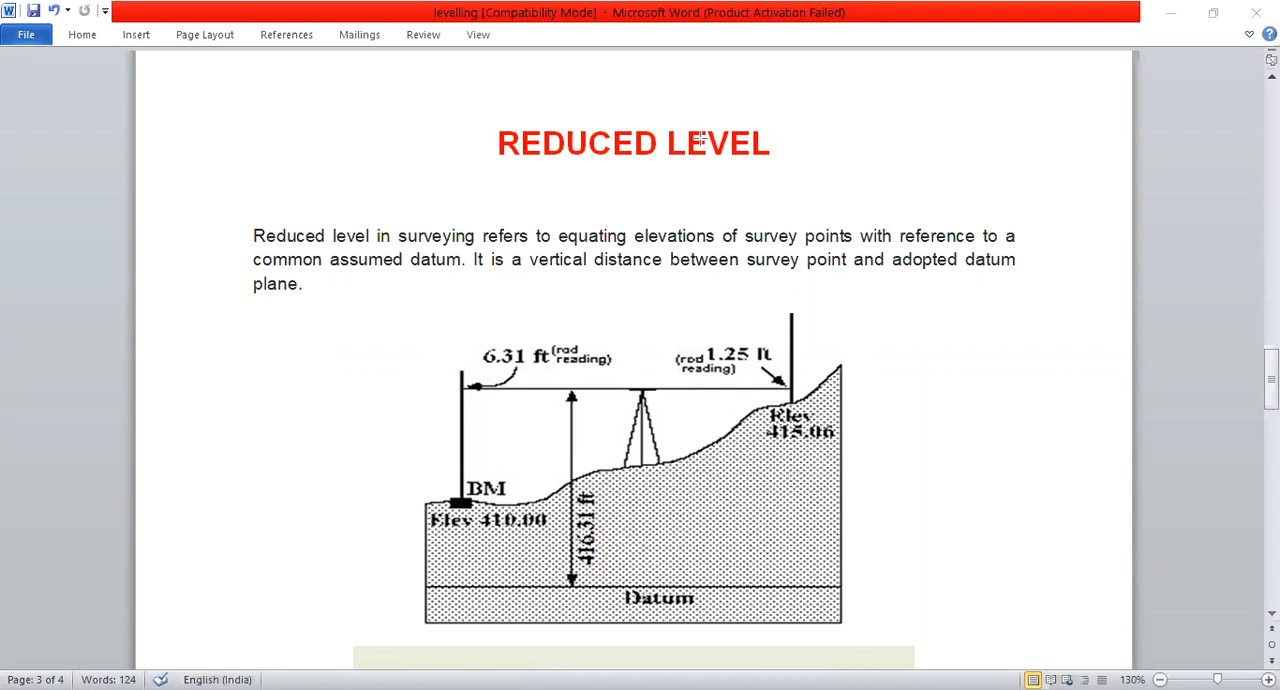 levelling [Compatibility Mode] - Microsoft Word (Product Activation Failed)
File Home Insert Page Layout References Mailings Review View
REDUCED LEVEL
Reduced level in surveying refers to equating elevations of survey points with reference to a
common assumed datum. It is a vertical distance between survey point and adopted datum
plane.
6.31 ft (rod reading)
(rod reading) 1.25 ft
Elev
415.06
BM
Elev 410.00
416.31 ft
Datum
Page: 3 of 4 Words: 124 English (India) 130%